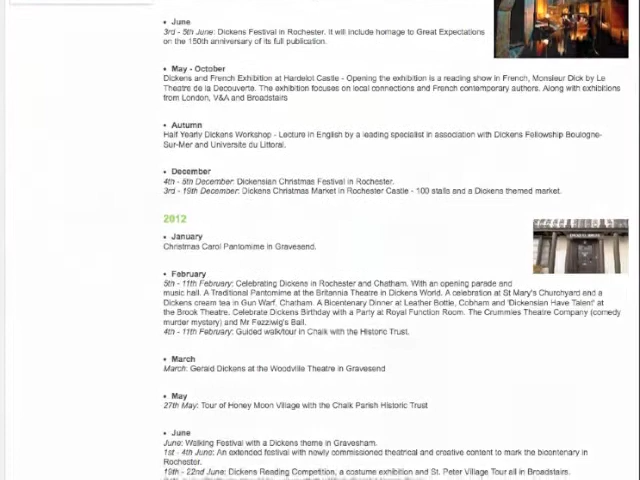 • June
3rd - 5th June: Dickens Festival in Rochester. It will include homage to Great Expectations
on the 150th anniversary of its full publication.
• May - October
Dickens and French Exhibition at Hardelot Castle - Opening the exhibition is a reading show in French, Monsieur Dick by Le
Theatre de la Decouverte. The exhibition focuses on local connections and French contemporary authors. Along with exhibitions
from London, V&A and Broadstairs
• Autumn
Half Yearly Dickens Workshop - Lecture in English by a leading specialist in association with Dickens Fellowship Boulogne-
Sur-Mer and Universite du Littoral.
• December
4th - 5th December: Dickensian Christmas Festival in Rochester.
3rd - 19th December: Dickens Christmas Market in Rochester Castle - 100 stalls and a Dickens themed market.
2012
• January
Christmas Carol Pantomime in Gravesend.
• February
5th - 11th February: Celebrating Dickens in Rochester and Chatham. With an opening parade and
music hall. A Traditional Pantomime at the Britannia Theatre in Dickens World. A celebration at St Mary's Churchyard and a
Dickens cream tea in Gun Warf, Chatham. A Bicentenary Dinner at Leather Bottle, Cobham and 'Dickensian Have Talent' at
the Brook Theatre. Celebrate Dickens Birthday with a Party at Royal Function Room. The Crummles Theatre Company (comedy
murder mystery) and Mr Fezziwig's Ball.
4th - 11th February: Guided walk/tour in Chalk with the Historic Trust.
• March
March: Gerald Dickens at the Woodville Theatre in Gravesend
• May
27th May: Tour of Honey Moon Village with the Chalk Parish Historic Trust
• June
June: Walking Festival with a Dickens theme in Gravesham.
1st - 4th June: An extended festival with newly commissioned theatrical and creative content to mark the bicentenary in
Rochester.
19th - 22nd June: Dickens Reading Competition, a costume exhibition and St. Peter Village Tour all in Broadstairs.